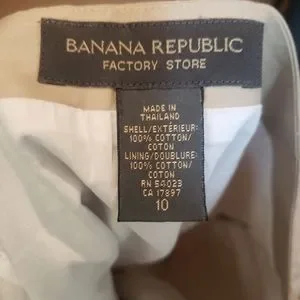 BANANA REPUBLIC
FACTORY STORE
MADE IN
THAILAND
SHELL/EXTÉRIEUR:
100% COTTON/
COTON
LINING/DOUBLURE:
100% COTTON/
COTON
RN 54023
CA 17897
10